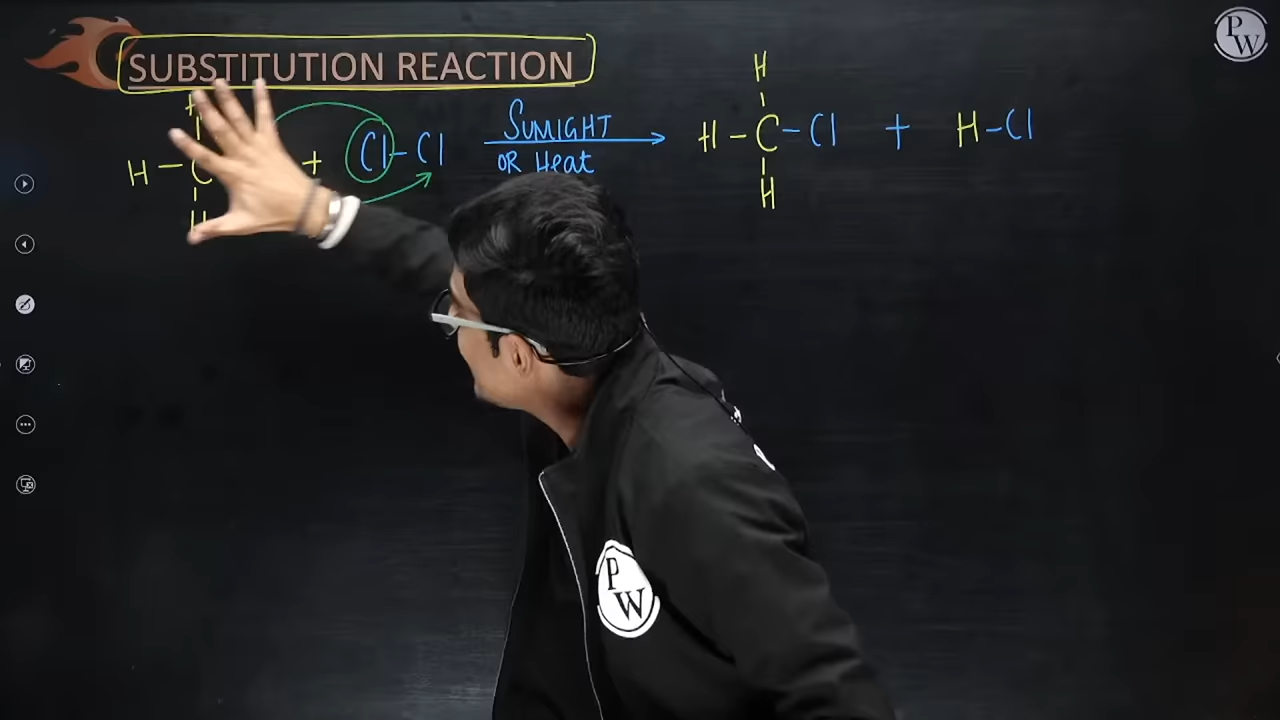 PW
SUBSTITUTION REACTION
H
H – C + Cl – Cl SUNLIGHT OR Heat H – C – Cl + H – Cl
H
H
H
PW